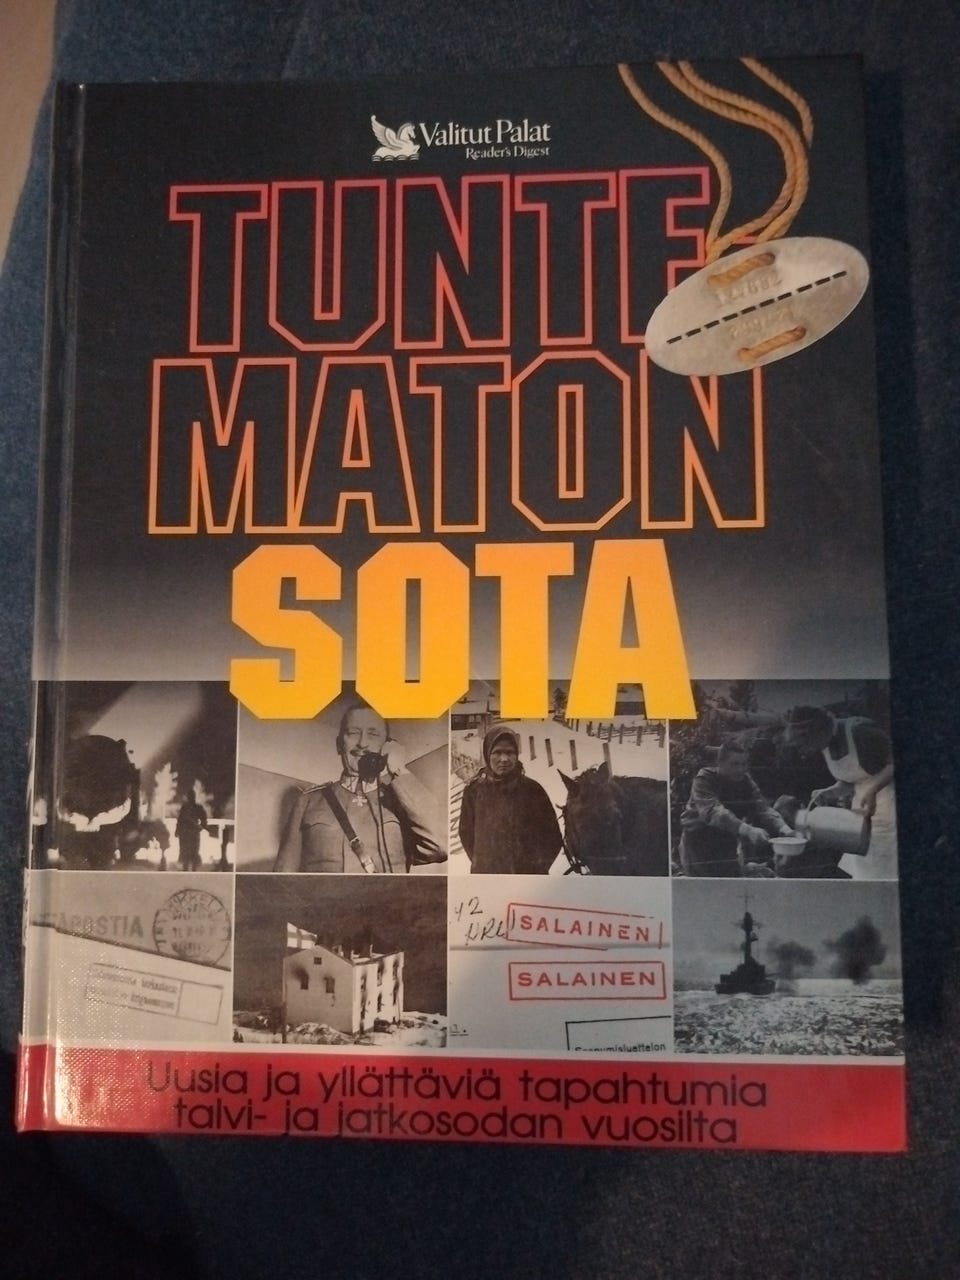 Valitut Palat
Reader's Digest
TUNTE
MATON
SOTA
SALAINEN
SALAINEN
Uusia ja yllättäviä tapahtumia
talvi- ja jatkosodan vuosilta